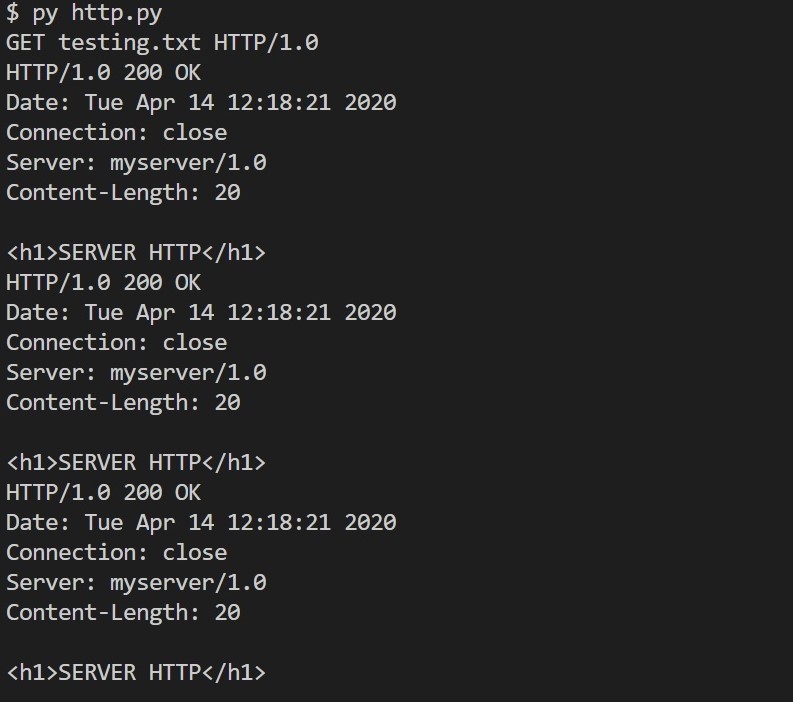 $ py http.py
GET testing.txt HTTP/1.0
HTTP/1.0 200 OK
Date: Tue Apr 14 12:18:21 2020
Connection: close
Server: myserver/1.0
Content-Length: 20

<h1>SERVER HTTP</h1>
HTTP/1.0 200 OK
Date: Tue Apr 14 12:18:21 2020
Connection: close
Server: myserver/1.0
Content-Length: 20

<h1>SERVER HTTP</h1>
HTTP/1.0 200 OK
Date: Tue Apr 14 12:18:21 2020
Connection: close
Server: myserver/1.0
Content-Length: 20

<h1>SERVER HTTP</h1>